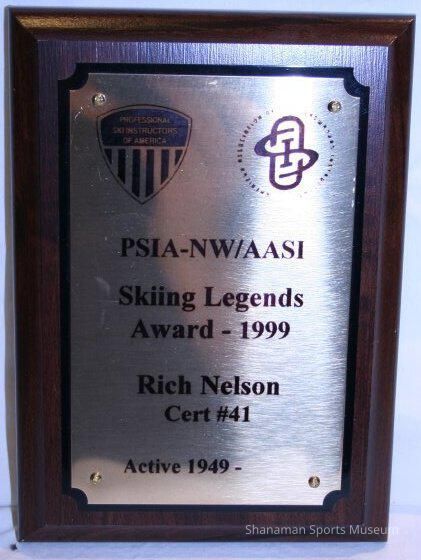 PROFESSIONAL
SKI INSTRUCTORS
OF AMERICA
PSIA-NW/AASI
Skiing Legends
Award - 1999
Rich Nelson
Cert #41
Active 1949 -
Shanaman Sports Museum